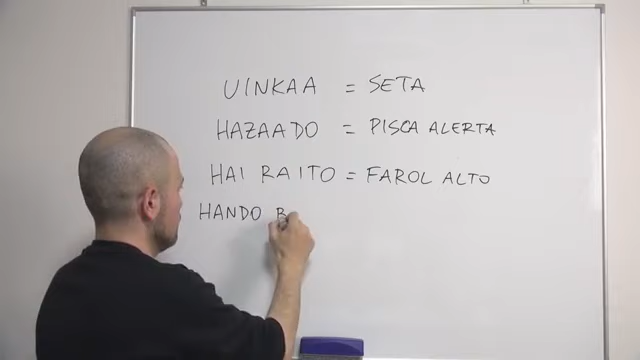 UINKAA = SETA
HAZAADO = PISCA ALERTA
HAI RAITO = FAROL ALTO
HANDO